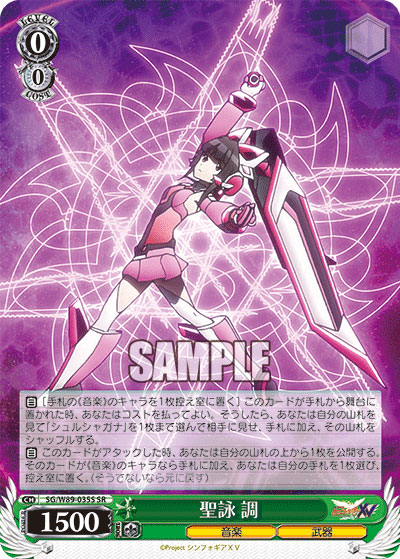 LEVEL
0
0
COST
SAMPLE
自 ［手札の《音楽》のキャラを1枚控え室に置く］ このカードが手札から舞台に
置かれた時、あなたはコストを払ってよい。そうしたら、あなたは自分の山札を
見て「シュルシャガナ」を1枚まで選んで相手に見せ、手札に加え、その山札を
シャッフルする。
自 このカードがアタックした時、あなたは自分の山札の上から1枚を公開する。
そのカードが《音楽》のキャラなら手札に加え、あなたは自分の手札を1枚選び、
控え室に置く。（そうでないなら元に戻す）
CH SG/W89-035S SR
1500
聖詠 調
音楽
武器
XV
©Project シンフォギアＸＶ